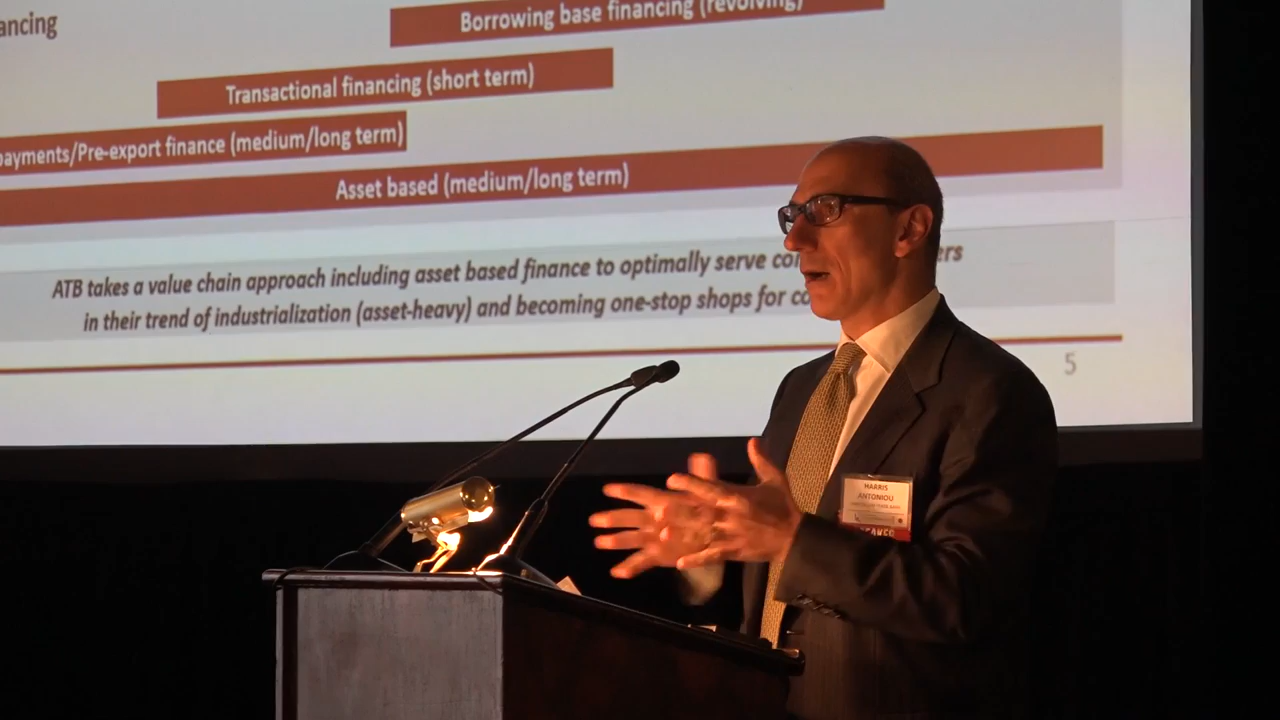 ancing
Borrowing base financing (revolving)
Transactional financing (short term)
payments/Pre-export finance (medium/long term)
Asset based (medium/long term)
ATB takes a value chain approach including asset based finance to optimally serve
in their trend of industrialization (asset-heavy) and becoming one-stop shops for
5
HARRIS
ANTONIOU